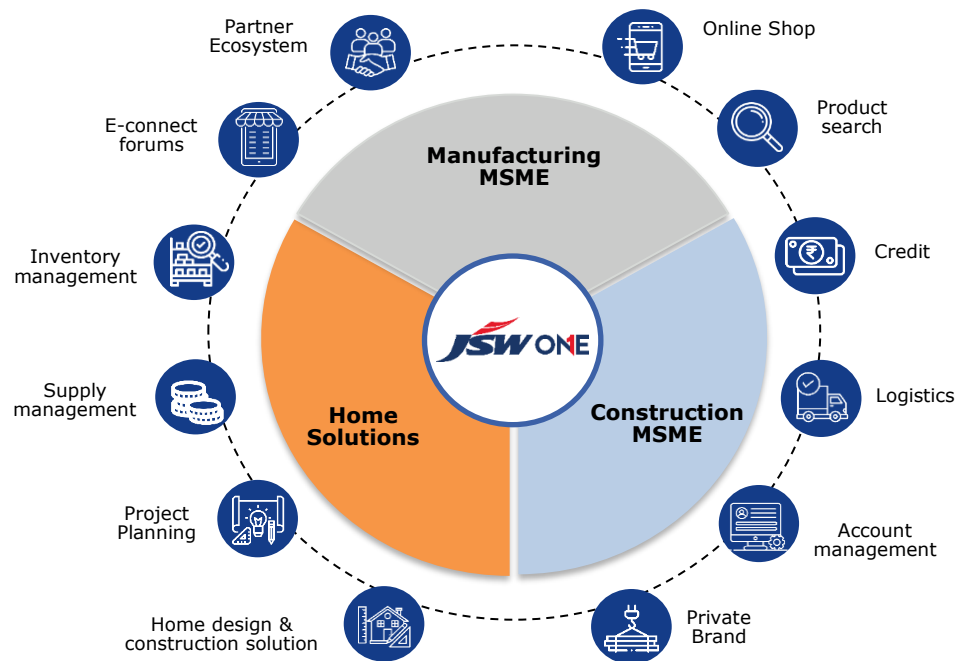 Partner
Ecosystem
Online Shop
E-connect
forums
Product
search
Manufacturing
MSME
Inventory
management
₹
Credit
JSW ONE
Supply
management
Home
Solutions
Construction
MSME
Logistics
Project
Planning
Account
management
Home design &
construction solution
Private
Brand